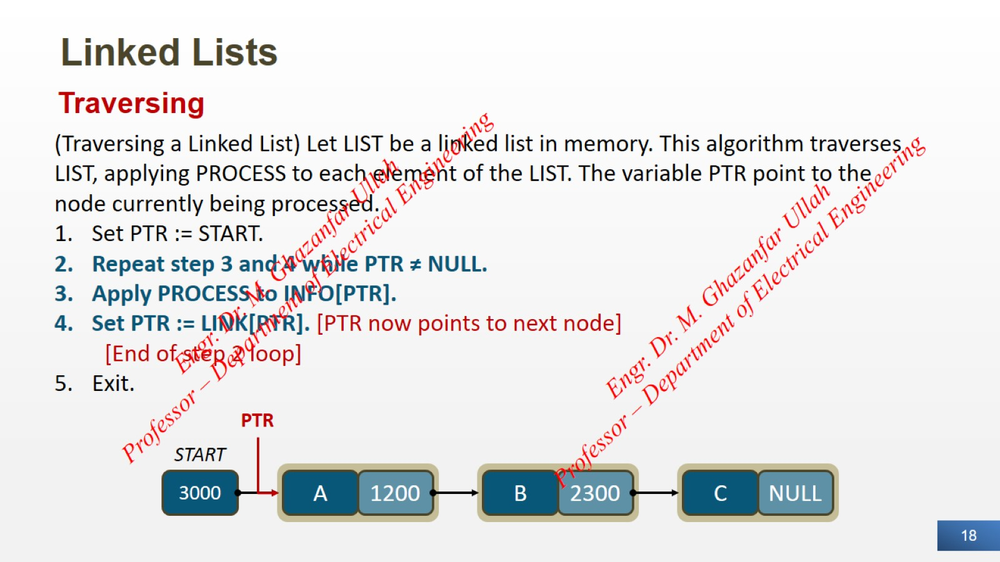 Linked Lists
Traversing
(Traversing a Linked List) Let LIST be a linked list in memory. This algorithm traverses
LIST, applying PROCESS to each element of the LIST. The variable PTR point to the
node currently being processed.
1. Set PTR := START.
2. Repeat step 3 and 4 while PTR ≠ NULL.
3. Apply PROCESS to INFO[PTR].
4. Set PTR := LINK[PTR]. [PTR now points to next node]
[End of step 2 loop]
5. Exit.
Engr. Dr. M. Ghazanfar Ullah
Professor – Department of Electrical Engineering
Engr. Dr. M. Ghazanfar Ullah
Professor – Department of Electrical Engineering
PTR
START
3000 A 1200 B 2300 C NULL
18